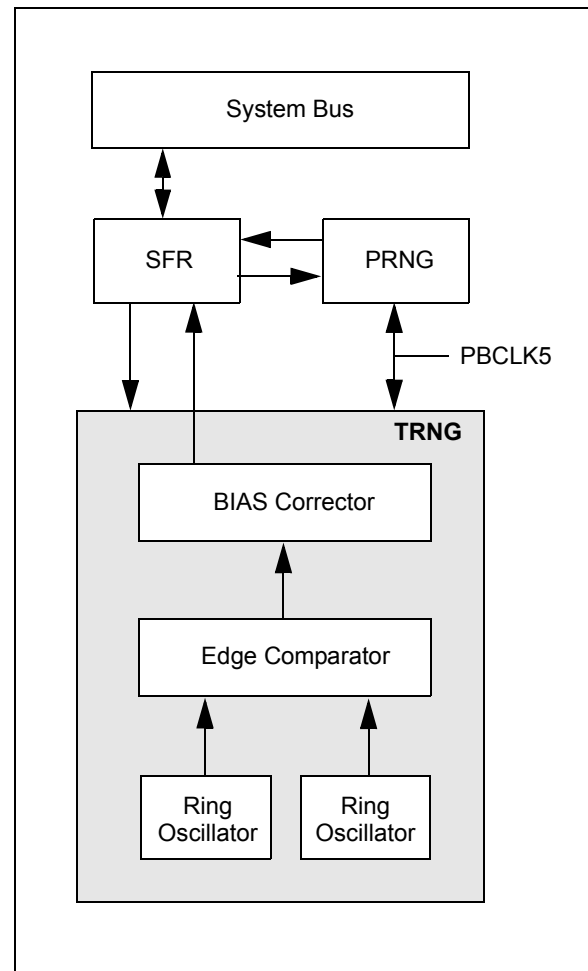 System Bus
SFR
PRNG
PBCLK5
TRNG
BIAS Corrector
Edge Comparator
Ring
Oscillator
Ring
Oscillator